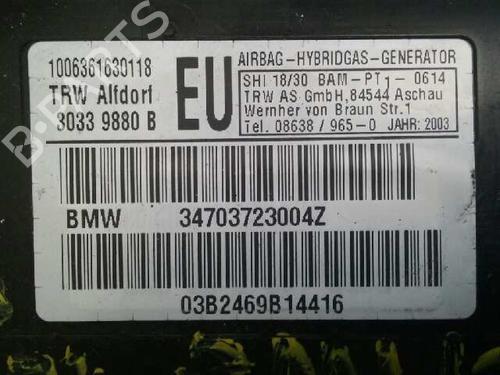 1006361630118
TRW Alfdorf
3033 9880 B
EU
AIRBAG-HYBRIDGAS-GENERATOR
SHI 18/30 BAM-PT₁- 0614
TRW AS GmbH,84544 Aschau
Wernher von Braun Str.1
Tel. 08638/965-0 JAHR: 2003
BMW 34703723004Z
03B2469B14416
B-PARTS